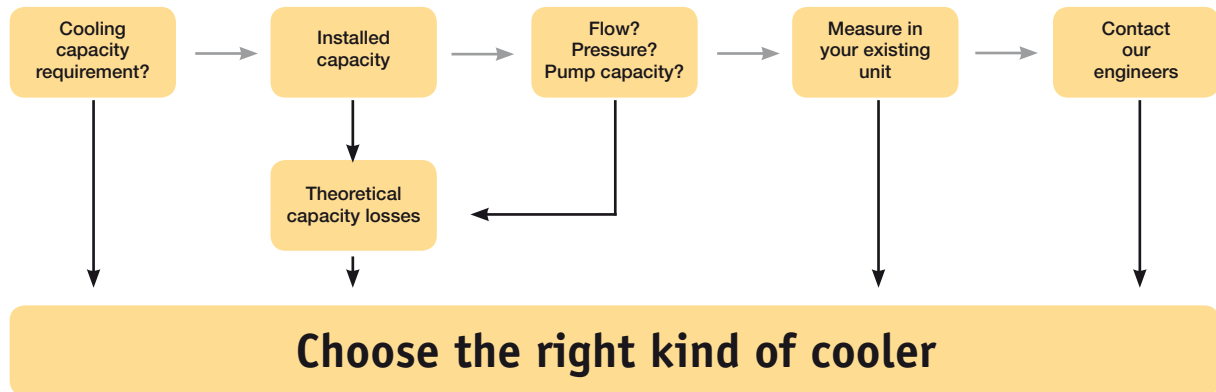 Cooling
capacity
requirement?
Installed
capacity
Flow?
Pressure?
Pump capacity?
Measure in
your existing
unit
Contact
our
engineers
Theoretical
capacity losses
Choose the right kind of cooler